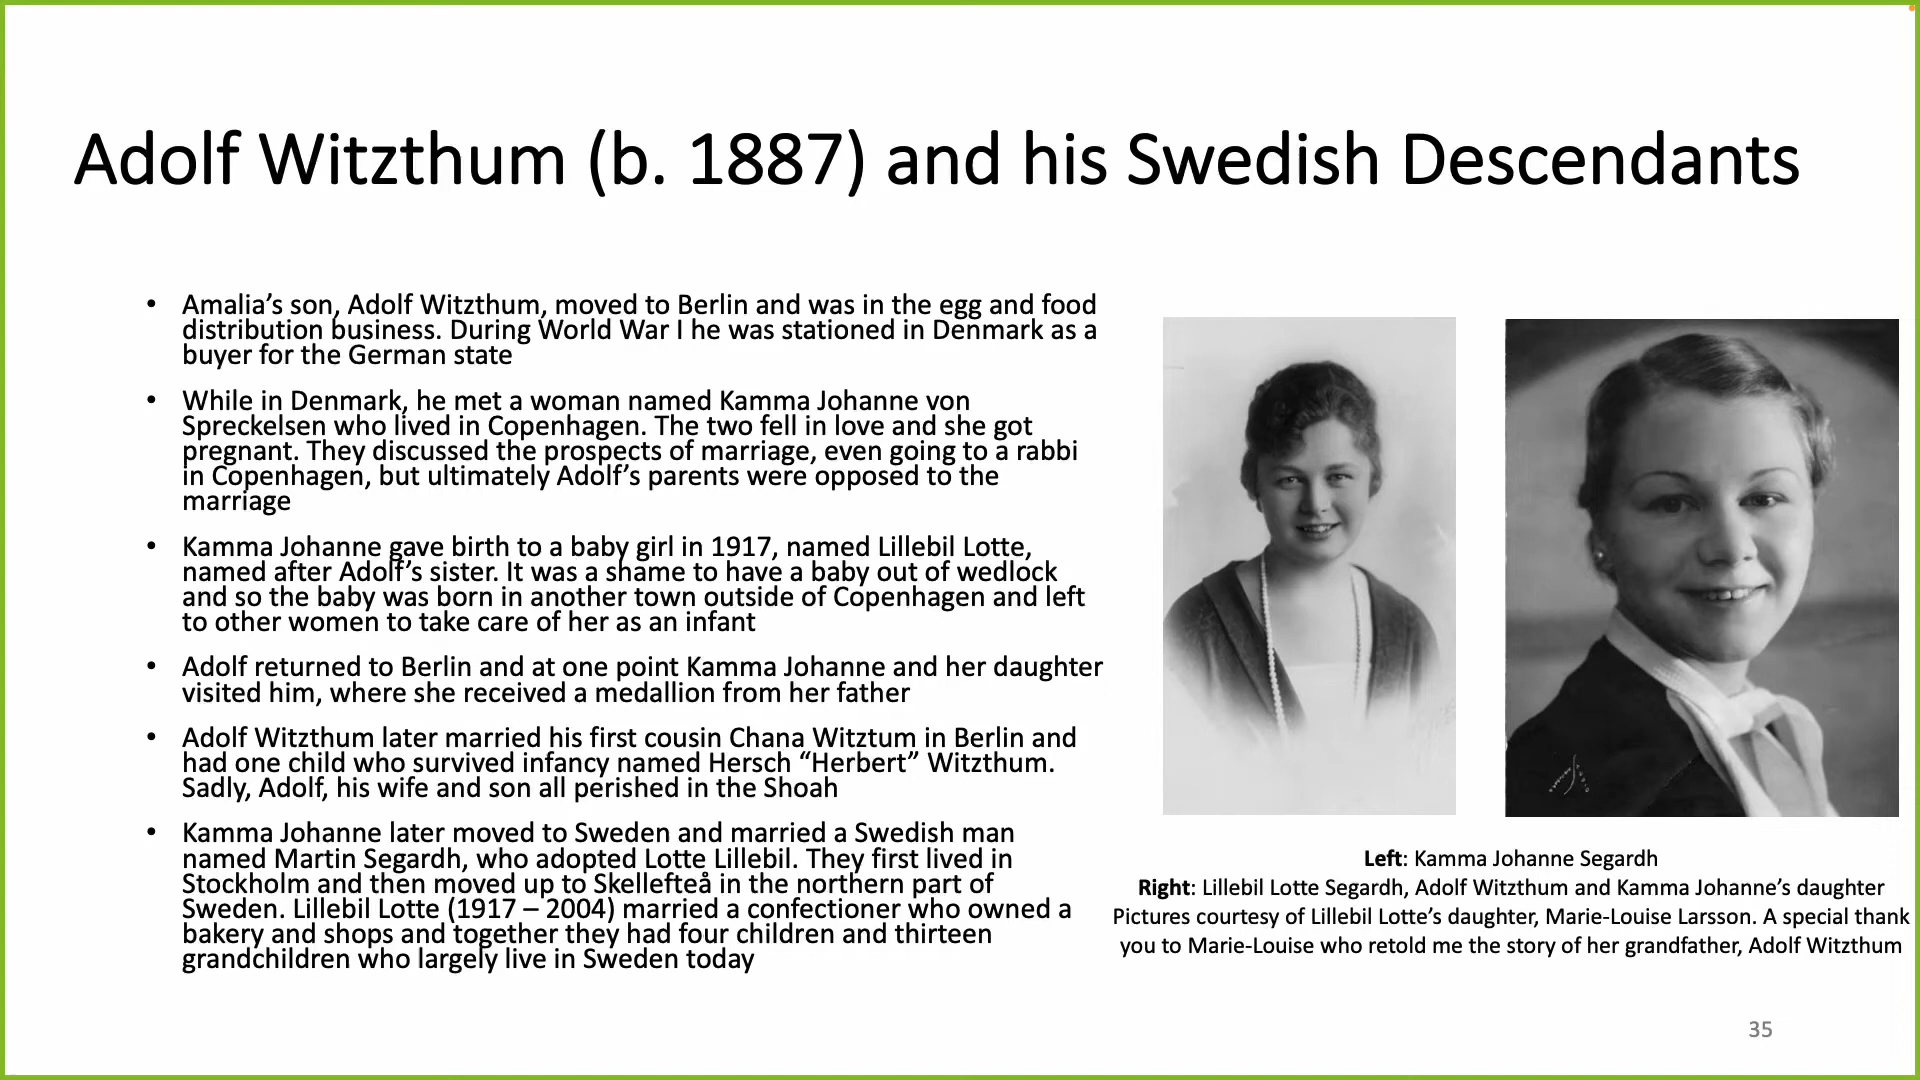 Adolf Witzthum (b. 1887) and his Swedish Descendants
• Amalia’s son, Adolf Witzthum, moved to Berlin and was in the egg and food
distribution business. During World War I he was stationed in Denmark as a
buyer for the German state
• While in Denmark, he met a woman named Kamma Johanne von
Spreckelsen who lived in Copenhagen. The two fell in love and she got
pregnant. They discussed the prospects of marriage, even going to a rabbi
in Copenhagen, but ultimately Adolf’s parents were opposed to the
marriage
• Kamma Johanne gave birth to a baby girl in 1917, named Lillebil Lotte,
named after Adolf’s sister. It was a shame to have a baby out of wedlock
and so the baby was born in another town outside of Copenhagen and left
to other women to take care of her as an infant
• Adolf returned to Berlin and at one point Kamma Johanne and her daughter
visited him, where she received a medallion from her father
• Adolf Witzthum later married his first cousin Chana Witztum in Berlin and
had one child who survived infancy named Hersch “Herbert” Witzthum.
Sadly, Adolf, his wife and son all perished in the Shoah
• Kamma Johanne later moved to Sweden and married a Swedish man
named Martin Segardh, who adopted Lotte Lillebil. They first lived in
Stockholm and then moved up to Skellefteå in the northern part of
Sweden. Lillebil Lotte (1917 – 2004) married a confectioner who owned a
bakery and shops and together they had four children and thirteen
grandchildren who largely live in Sweden today
Left: Kamma Johanne Segardh
Right: Lillebil Lotte Segardh, Adolf Witzthum and Kamma Johanne’s daughter
Pictures courtesy of Lillebil Lotte’s daughter, Marie-Louise Larsson. A special thank
you to Marie-Louise who retold me the story of her grandfather, Adolf Witzthum
35